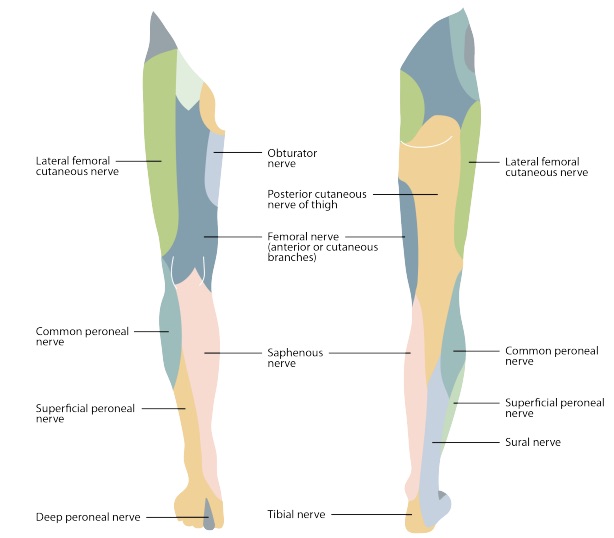 Lateral femoral
cutaneous nerve
Common peroneal
nerve
Superficial peroneal
nerve
Deep peroneal nerve
Obturator
nerve
Posterior cutaneous
nerve of thigh
Femoral nerve
(anterior or cutaneous
branches)
Saphenous
nerve
Tibial nerve
Lateral femoral
cutaneous nerve
Common peroneal
nerve
Superficial peroneal
nerve
Sural nerve